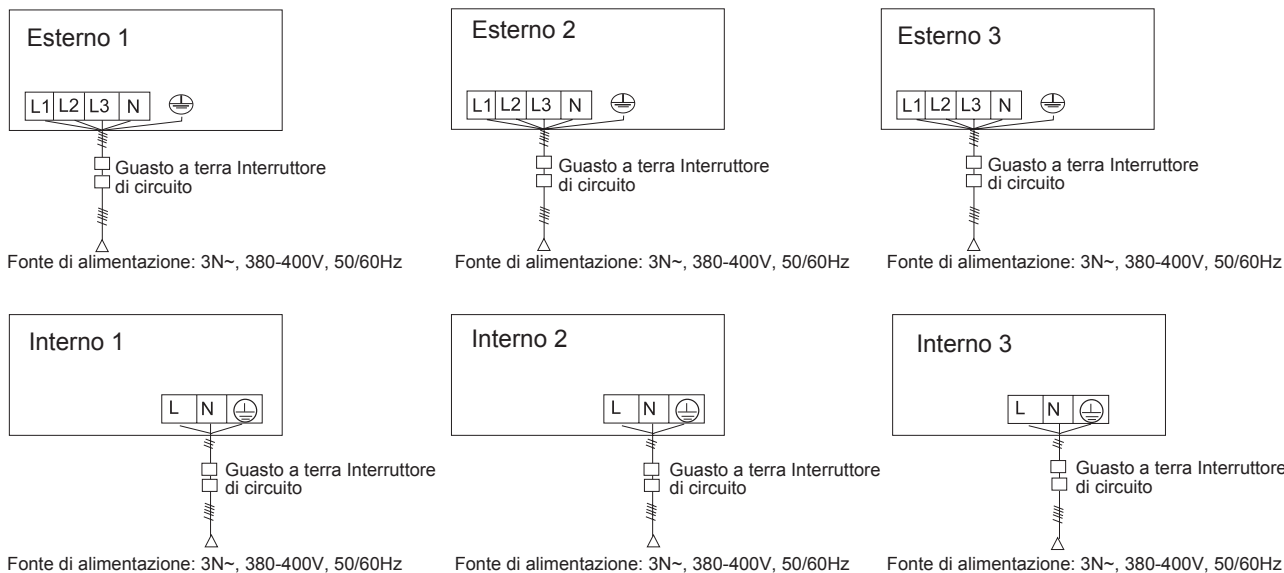 Esterno 1
L1 L2 L3 N
Guasto a terra Interruttore
di circuito
Fonte di alimentazione: 3N~, 380-400V, 50/60Hz
Esterno 2
L1 L2 L3 N
Guasto a terra Interruttore
di circuito
Fonte di alimentazione: 3N~, 380-400V, 50/60Hz
Esterno 3
L1 L2 L3 N
Guasto a terra Interruttore
di circuito
Fonte di alimentazione: 3N~, 380-400V, 50/60Hz
Interno 1
L N
Guasto a terra Interruttore
di circuito
Fonte di alimentazione: 3N~, 380-400V, 50/60Hz
Interno 2
L N
Guasto a terra Interruttore
di circuito
Fonte di alimentazione: 3N~, 380-400V, 50/60Hz
Interno 3
L N
Guasto a terra Interruttore
di circuito
Fonte di alimentazione: 3N~, 380-400V, 50/60Hz